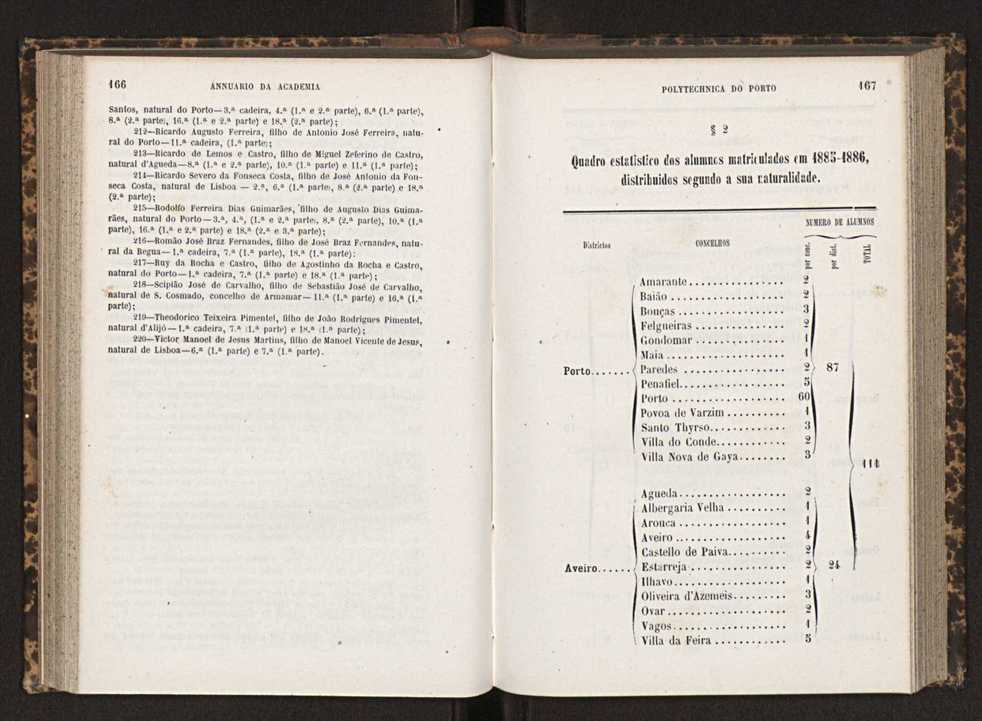 166
ANNUARIO DA ACADEMIA
Santos, natural do Porto—3.ª cadeira, 4.ª (1.ª e 2.ª parte), 6.ª (1.ª parte),
8.ª (2.ª parte), 16.ª (1.ª e 2.ª parte) e 18.ª (2.ª parte);
212—Ricardo Augusto Ferreira, filho de Antonio José Ferreira, natu-
ral do Porto—11.ª cadeira, (1.ª parte);
213—Ricardo de Lemos e Castro, filho de Miguel Zeferino de Castro,
natural d'Agueda—8.ª (1.ª e 2.ª parte), 10.ª (1.ª parte) e 11.ª (1.ª parte);
214—Ricardo Severo da Fonseca Costa, filho de José Antonio da Fon-
seca Costa, natural de Lisboa — 2.ª, 6.ª (1.ª parte), 8.ª (2.ª parte) e 18.ª
(2.ª parte);
215—Rodolfo Ferreira Dias Guimarães, filho de Augusto Dias Guima-
rães, natural do Porto—3.ª, 4.ª, (1.ª e 2.ª parte), 8.ª (2.ª parte), 10.ª (1.ª
parte), 16.ª (1.ª e 2.ª parte) e 18.ª (2.ª e 3.ª parte);
216—Romão José Braz Fernandes, filho de José Braz Fernandes, natu-
ral da Regua—1.ª cadeira, 7.ª (1.ª parte), 18.ª (1.ª parte);
217—Ruy da Rocha e Castro, filho de Agostinho da Rocha e Castro,
natural do Porto—1.ª cadeira, 7.ª (1.ª parte) e 18.ª (1.ª parte);
218—Scipião José de Carvalho, filho de Sebastião José de Carvalho,
natural de S. Cosmado, concelho de Armamar—11.ª (1.ª parte) e 16.ª (1.ª
parte);
219—Theodorico Teixeira Pimentel, filho de João Rodrigues Pimentel,
natural d'Alijó—1.ª cadeira, 7.ª (1.ª parte) e 18.ª (1.ª parte);
220—Victor Manoel de Jesus Martins, filho de Manoel Vicente de Jesus,
natural de Lisboa—6.ª (1.ª parte) e 7.ª (1.ª parte).
POLYTECHNICA DO PORTO
167
§ 2
Quadro estatistico dos alumnos matriculados em 1885-1886,
distribuidos segundo a sua naturalidade.
Districtos
CONCELHOS
NUMERO DE ALUMNOS
por conc.
por dist.
TOTAL
Amarante................ 2
Baião................... 2
Bouças.................. 3
Felgueiras.............. 2
Gondomar................ 1
Maia.................... 1
Porto....... Paredes................. 2 87
Penafiel................ 5
Porto................... 60
Povoa de Varzim......... 1
Santo Thyrso............ 3
Villa do Conde.......... 2
Villa Nova de Gaya...... 3
111
Agueda.................. 2
Albergaria Velha........ 1
Arouca.................. 1
Aveiro.................. 4
Castello de Paiva....... 2
Aveiro...... Estarreja............... 2 24
Ilhavo.................. 1
Oliveira d'Azemeis...... 3
Ovar.................... 2
Vagos................... 1
Villa da Feira.......... 5